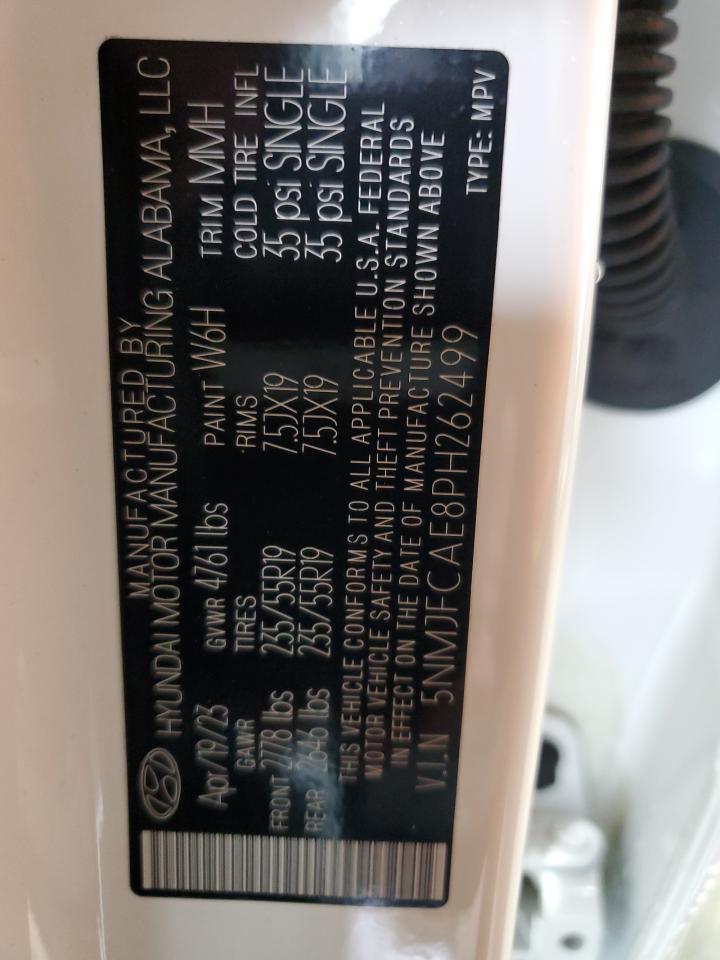 MANUFACTURED BY
HYUNDAI MOTOR MANUFACTURING ALABAMA, LLC
Apr/19/23 GVWR 4761 lbs PAINT W6H TRIM MMH
GAWR TIRES RIMS COLD TIRE INFL
FRONT 2778 lbs 235/55R19 7.5JX19 35 psi SINGLE
REAR 2646 lbs 235/55R19 7.5JX19 35 psi SINGLE
THIS VEHICLE CONFORMS TO ALL APPLICABLE U.S.A. FEDERAL
MOTOR VEHICLE SAFETY AND THEFT PREVENTION STANDARDS
IN EFFECT ON THE DATE OF MANUFACTURE SHOWN ABOVE
V.I.N 5NMJFCAE8PH262499 TYPE: MPV